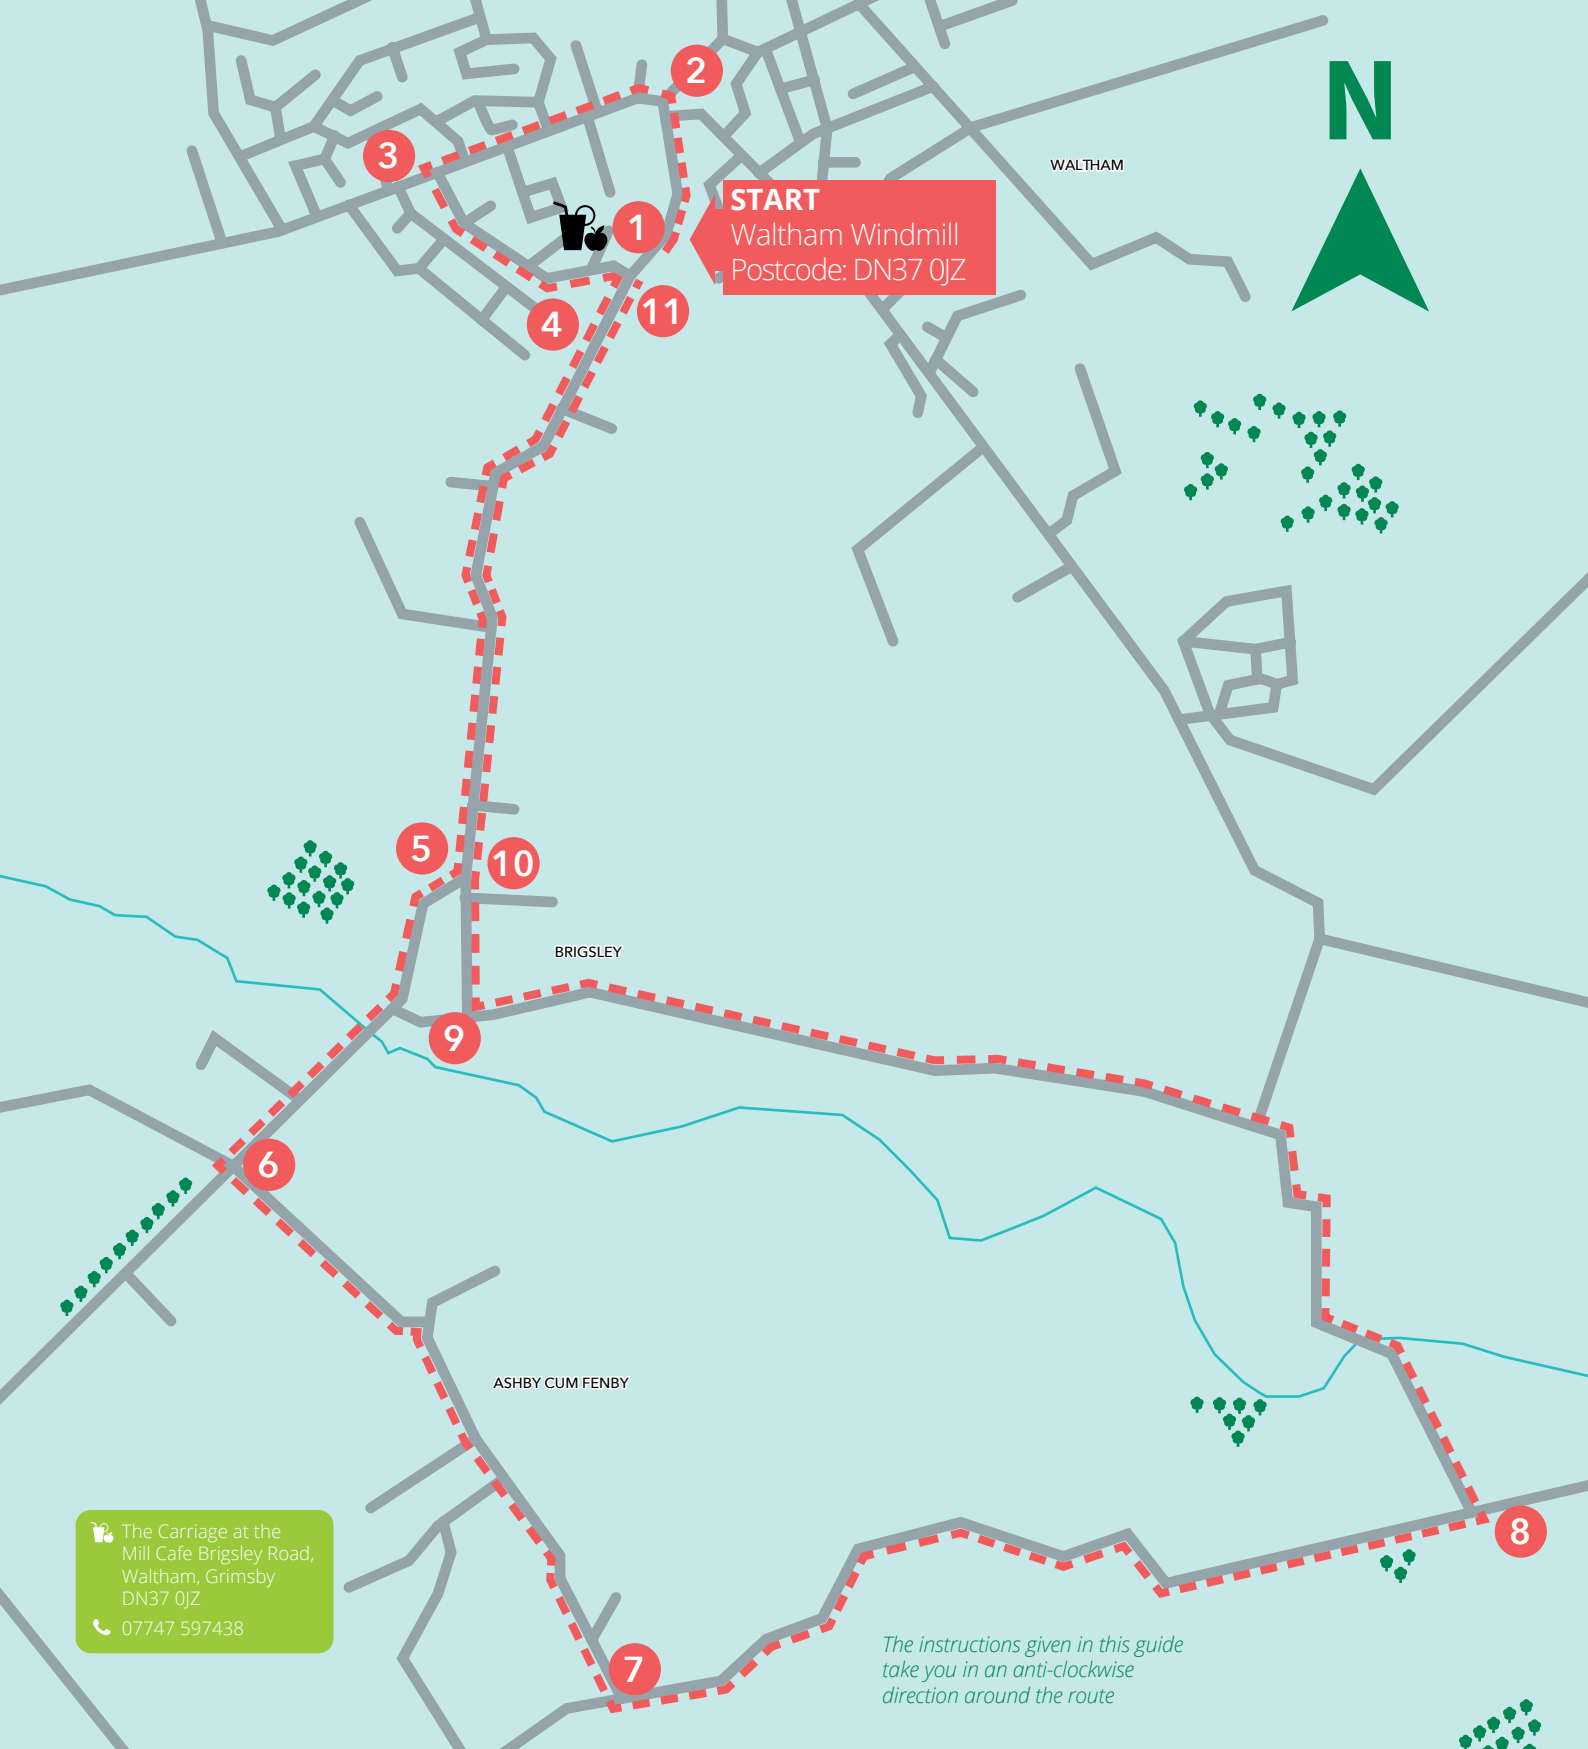 N
2
3
WALTHAM
START
Waltham Windmill
Postcode: DN37 0JZ
1
11
4
5
10
BRIGSLEY
9
6
ASHBY CUM FENBY
The Carriage at the
Mill Cafe Brigsley Road,
Waltham, Grimsby
DN37 0JZ
07747 597438
8
7
The instructions given in this guide
take you in an anti-clockwise
direction around the route